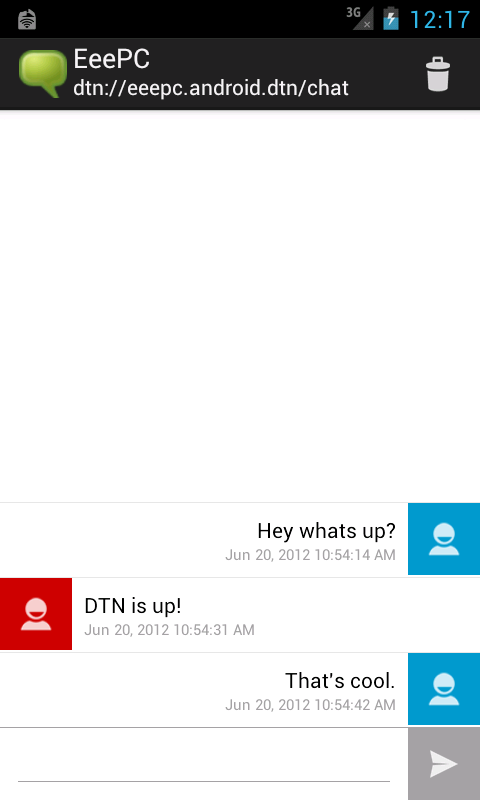 3G
12:17
EeePC
dtn://eeepc.android.dtn/chat
Hey whats up?
Jun 20, 2012 10:54:14 AM
DTN is up!
Jun 20, 2012 10:54:31 AM
That's cool.
Jun 20, 2012 10:54:42 AM